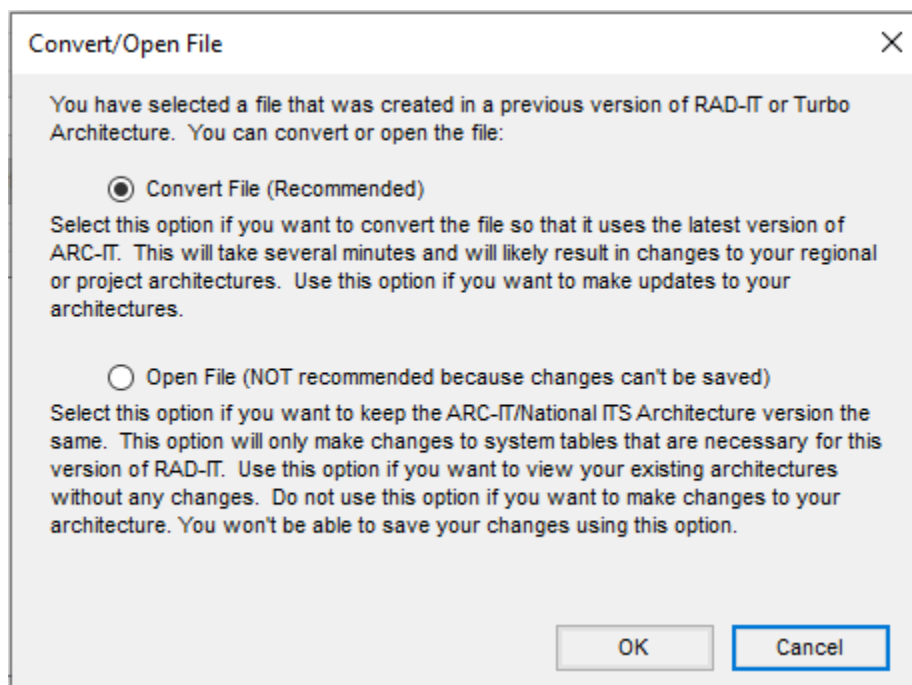 Convert/Open File
You have selected a file that was created in a previous version of RAD-IT or Turbo
Architecture.  You can convert or open the file:
Convert File (Recommended)
Select this option if you want to convert the file so that it uses the latest version of
ARC-IT.  This will take several minutes and will likely result in changes to your regional
or project architectures.  Use this option if you want to make updates to your
architectures.
Open File (NOT recommended because changes can't be saved)
Select this option if you want to keep the ARC-IT/National ITS Architecture version the
same.  This option will only make changes to system tables that are necessary for this
version of RAD-IT.  Use this option if you want to view your existing architectures
without any changes.  Do not use this option if you want to make changes to your
architecture. You won't be able to save your changes using this option.
OK
Cancel